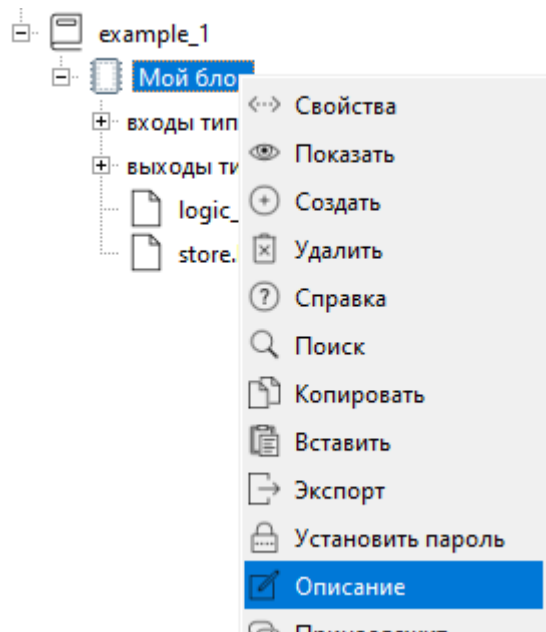 example_1
Мой бло
Свойства
входы тип
Показать
выходы ти
Создать
logic_
Удалить
store.
Справка
Поиск
Копировать
Вставить
Экспорт
Установить пароль
Описание